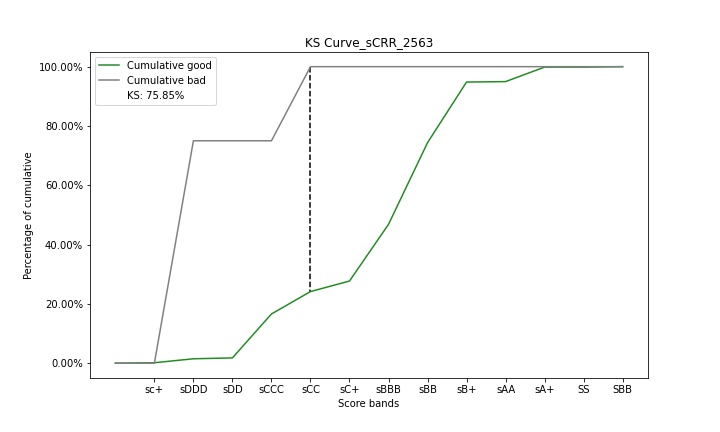 KS Curve_sCRR_2563
Cumulative good
Cumulative bad
KS: 75.85%
100.00%
80.00%
60.00%
40.00%
20.00%
0.00%
Percentage of cumulative
sc+ sDDD sDD sCCC sCC sC+ sBBB sBB sB+ sAA sA+ SS SBB
Score bands